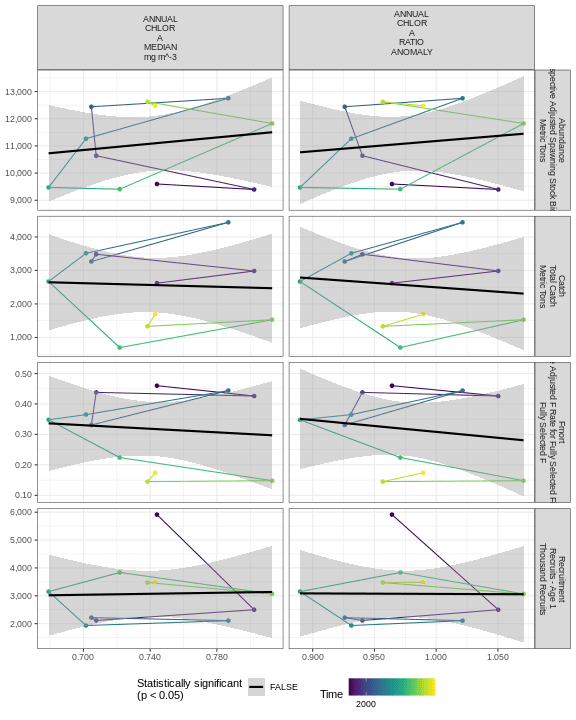 ANNUAL
CHLOR
A
MEDIAN
mg m^-3
ANNUAL
CHLOR
A
RATIO
ANOMALY
13,000
12,000
11,000
10,000
9,000
Abundance
Adjusted Spawning Stock
Metric Tons
4,000
3,000
2,000
1,000
Catch
Total Catch
Metric Tons
0.50
0.40
0.30
0.20
0.10
Fmort
Adjusted F Rate for Fully Selected F
Fully Selected F
6,000
5,000
4,000
3,000
2,000
Recruitment
Recruits - Age 1
Thousand Recruits
0.700 0.740 0.780
0.900 0.950 1.000 1.050
Statistically significant
(p < 0.05)
FALSE
Time
2000